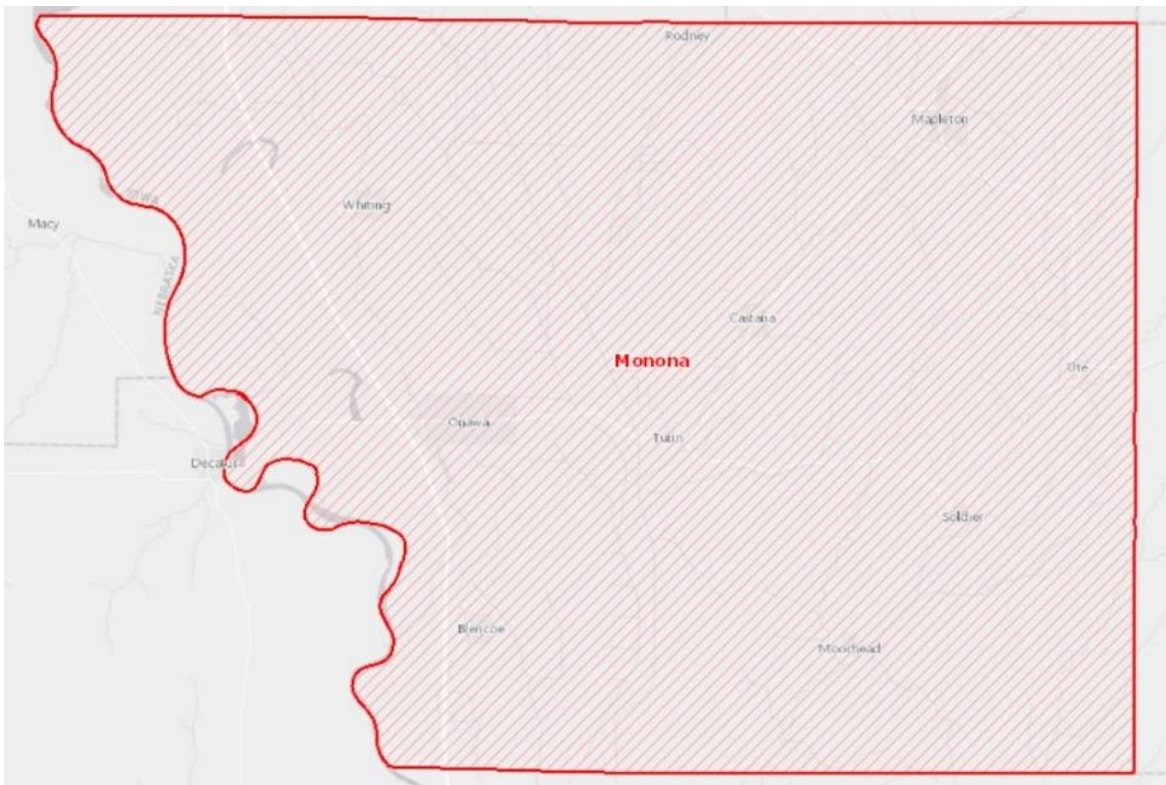 Rodney
Mapleton
IOWA
Whiting
Macy
NEBRASKA
Castana
Monona
Ute
Onawa
Turin
Decatur
Soldier
Blencoe
Moorhead